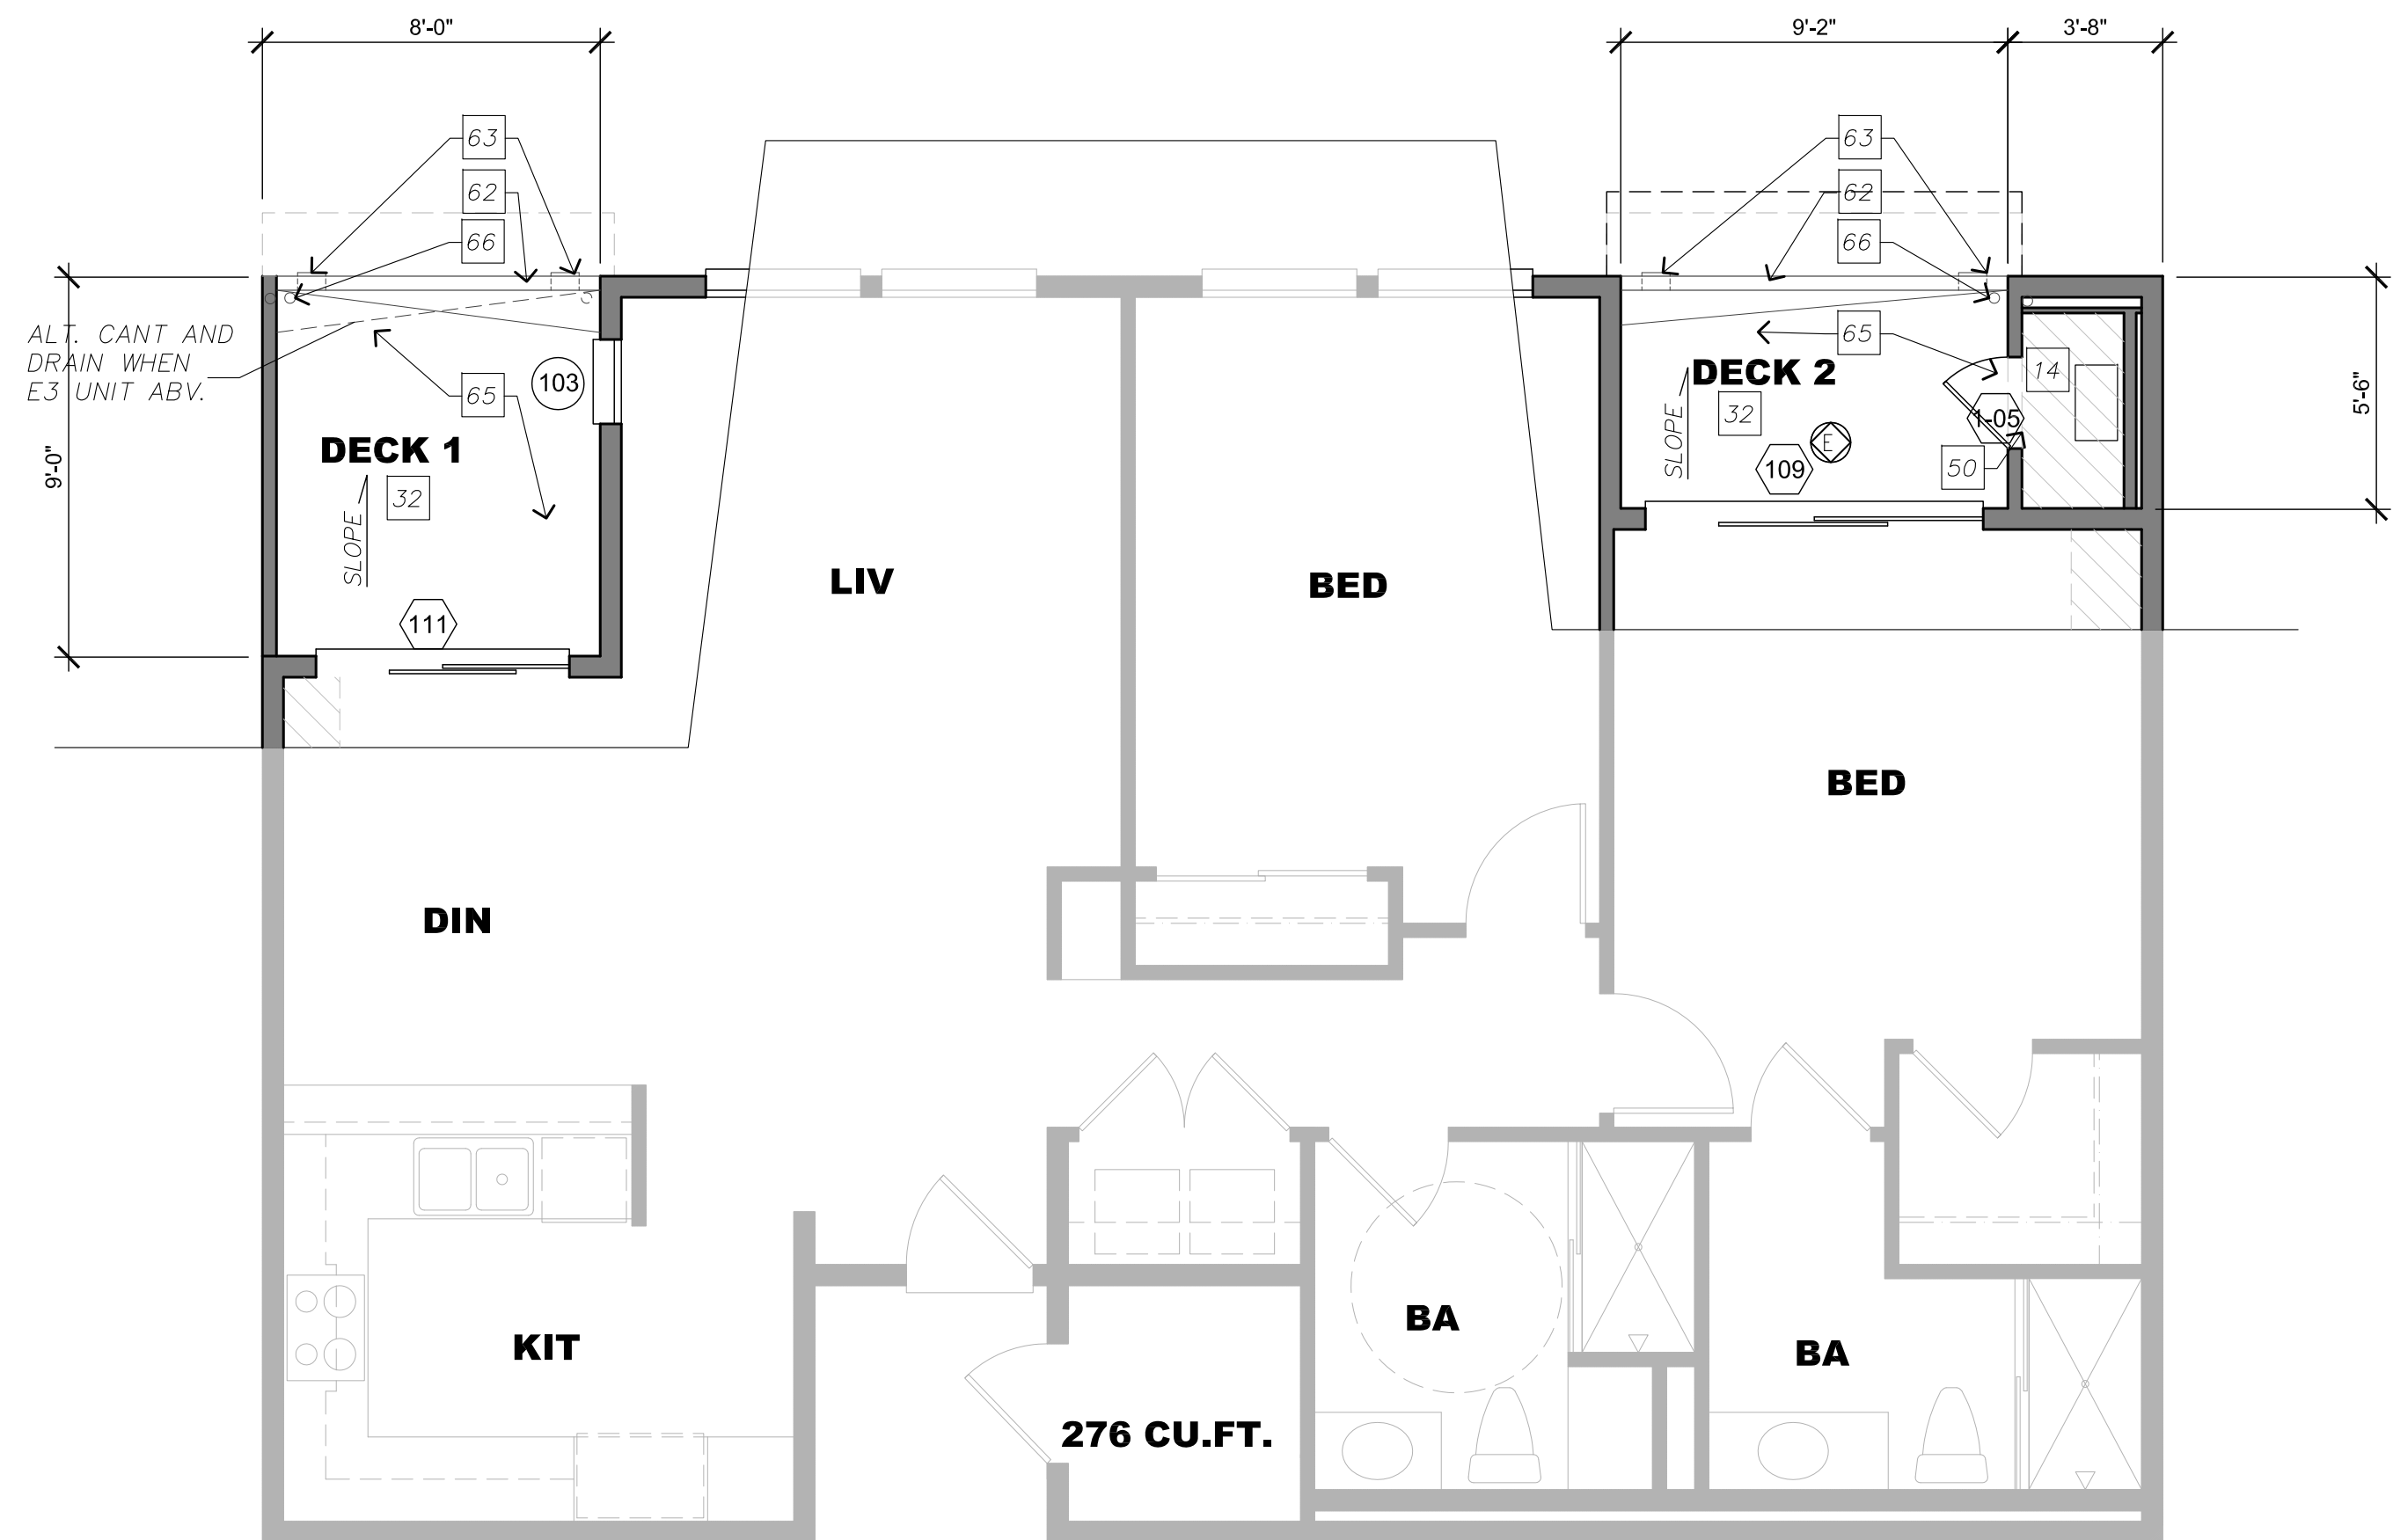 8'-0"
9'-2"
3'-8"
63
62
66
63
62
66
ALT. CANT AND
DRAIN WHEN
E3 UNIT ABV.
103
65
65
14
DECK 2
32
SLOPE
1-05
E
109
50
5'-6"
9'-0"
DECK 1
32
SLOPE
111
LIV
BED
BED
DIN
KIT
BA
BA
276 CU.FT.